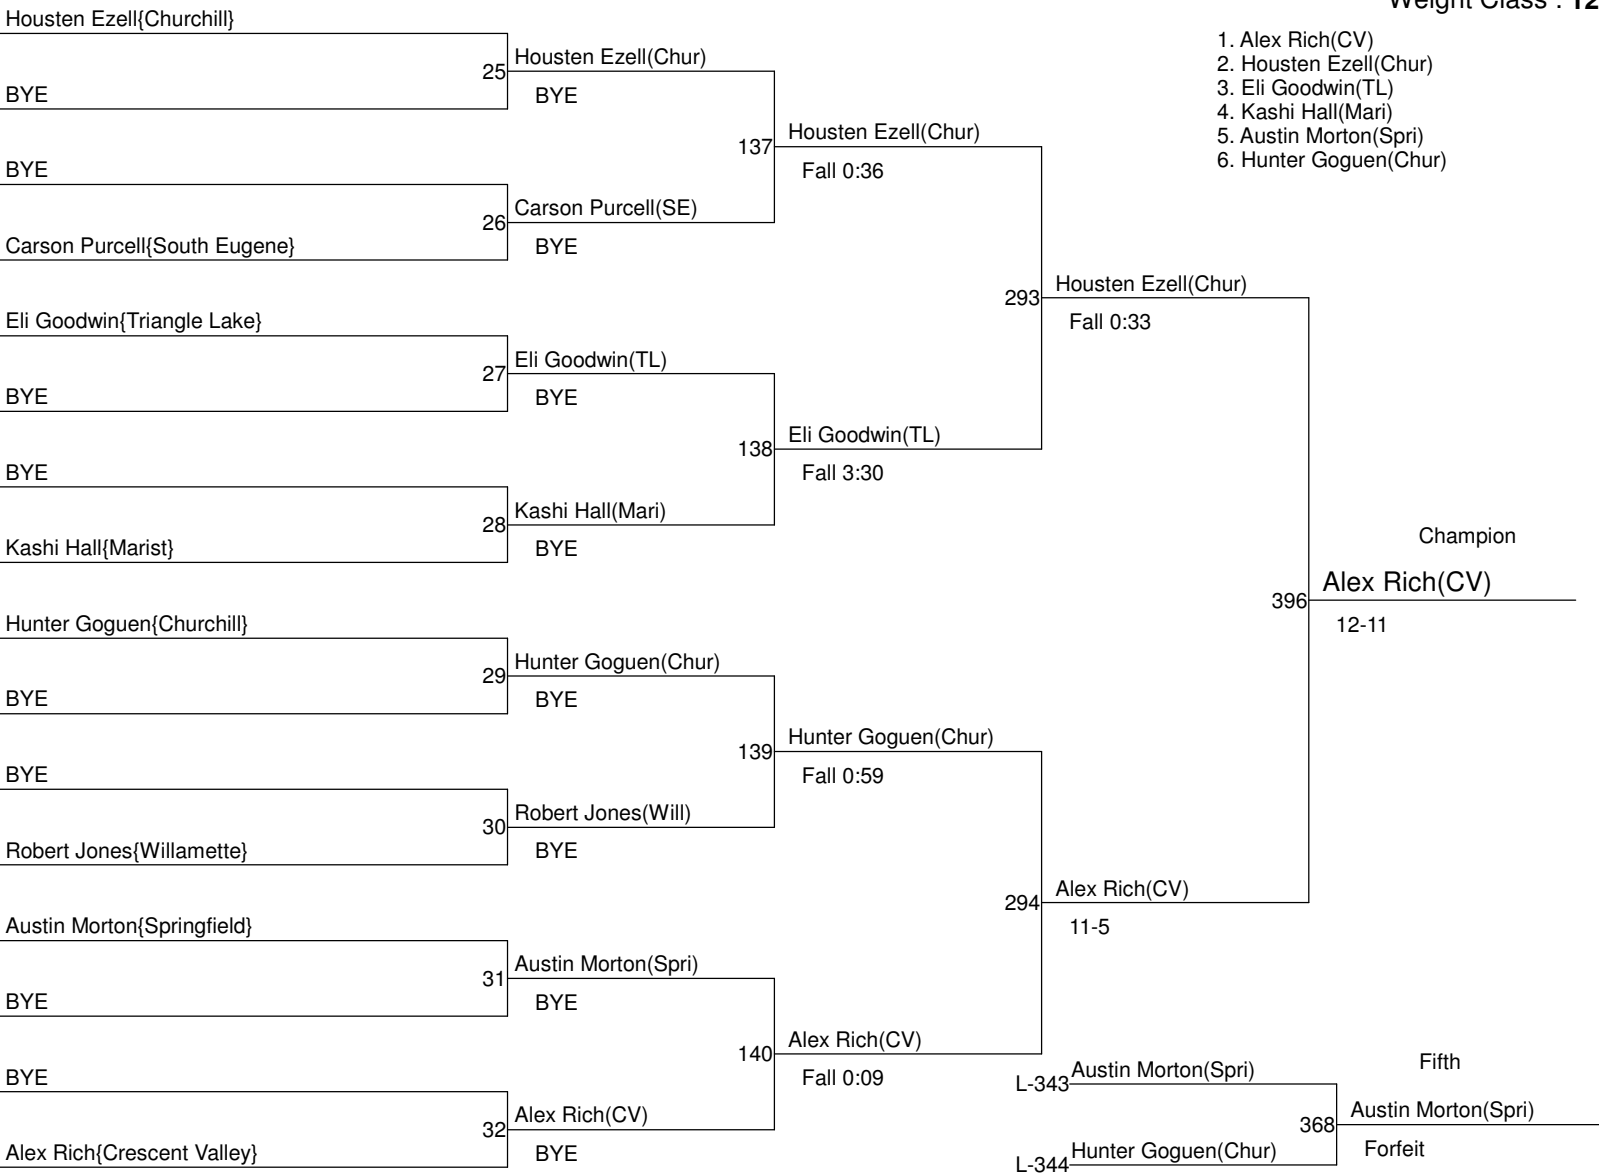 Weight Class : 12
1. Alex Rich(CV)
2. Housten Ezell(Chur)
3. Eli Goodwin(TL)
4. Kashi Hall(Mari)
5. Austin Morton(Spri)
6. Hunter Goguen(Chur)
Housten Ezell{Churchill}
BYE
25
Housten Ezell(Chur)
BYE
BYE
Carson Purcell{South Eugene}
26
Carson Purcell(SE)
BYE
137
Housten Ezell(Chur)
Fall 0:36
Eli Goodwin{Triangle Lake}
BYE
27
Eli Goodwin(TL)
BYE
BYE
Kashi Hall{Marist}
28
Kashi Hall(Mari)
BYE
138
Eli Goodwin(TL)
Fall 3:30
293
Housten Ezell(Chur)
Fall 0:33
Hunter Goguen{Churchill}
BYE
29
Hunter Goguen(Chur)
BYE
BYE
Robert Jones{Willamette}
30
Robert Jones(Will)
BYE
139
Hunter Goguen(Chur)
Fall 0:59
Austin Morton{Springfield}
BYE
31
Austin Morton(Spri)
BYE
BYE
Alex Rich{Crescent Valley}
32
Alex Rich(CV)
BYE
140
Alex Rich(CV)
Fall 0:09
294
Alex Rich(CV)
11-5
Champion
396
Alex Rich(CV)
12-11
Fifth
L-343
Austin Morton(Spri)
L-344
Hunter Goguen(Chur)
368
Austin Morton(Spri)
Forfeit